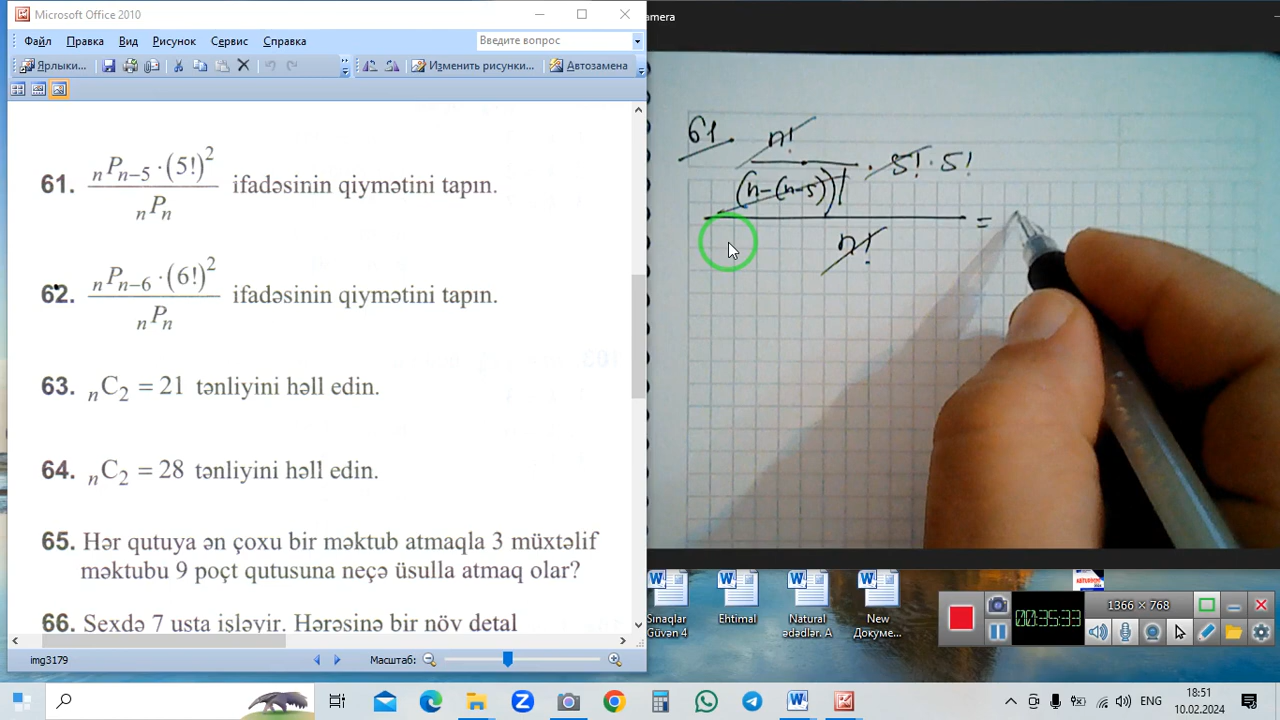 Microsoft Office 2010
Файл Правка Вид Рисунок Сервис Справка
Введите вопрос
Ярлыки... Изменить рисунки... Автозамена
61. nPn−5 · (5!)² / nPn ifadəsinin qiymətini tapın.
62. nPn−6 · (6!)² / nPn ifadəsinin qiymətini tapın.
63. nC2 = 21 tənliyini həll edin.
64. nC2 = 28 tənliyini həll edin.
65. Hər qutuya ən çoxu bir məktub atmaqla 3 müxtəlif
məktubu 9 poçt qutusuna neçə üsulla atmaq olar?
66. Sexdə 7 usta işləyir. Hərəsinə bir növ detal
img3179
Масштаб:
amera
61
n!
(n-(n-5))!
· 5! · 5!
n!
=
Sınaqlar
Güvən 4
Ehtimal
Natural
ədədlər. A
New
Докуме...
1366 × 768
00:35:33
ENG
18:51
10.02.2024